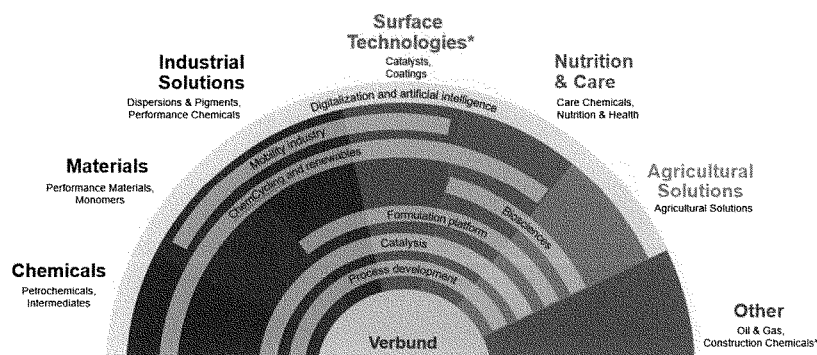 Surface
Technologies*
Catalysts,
Coatings
Industrial
Solutions
Dispersions & Pigments,
Performance Chemicals
Nutrition
& Care
Care Chemicals,
Nutrition & Health
Materials
Performance Materials,
Monomers
Agricultural
Solutions
Agricultural Solutions
Chemicals
Petrochemicals,
Intermediates
Other
Oil & Gas,
Construction Chemicals*
Digitalization and artificial intelligence
Mobility industry
ChemCycling and renewables
Biosciences
Formulation platform
Catalysis
Process development
Verbund